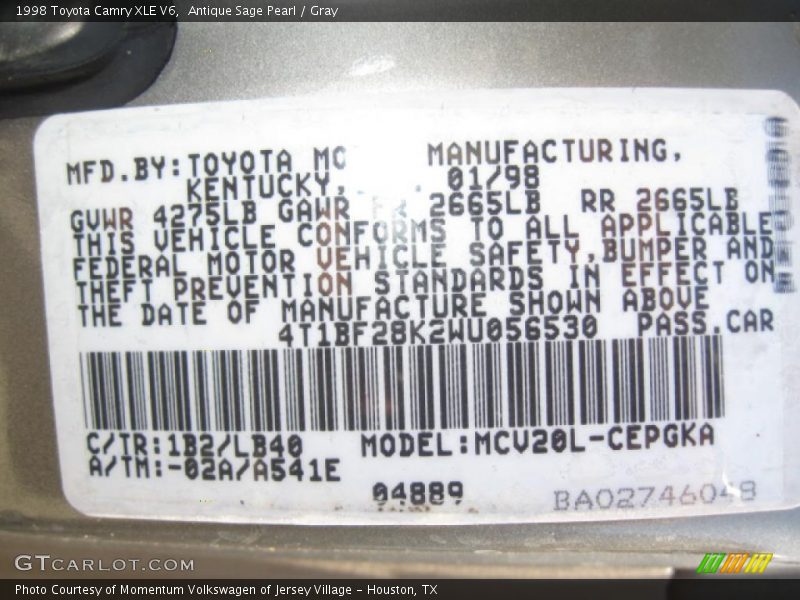 1998 Toyota Camry XLE V6,  Antique Sage Pearl / Gray
MFD.BY:TOYOTA MO MANUFACTURING,
KENTUCKY, 01/98
GVWR 4275LB GAWR 2665LB RR 2665LB
THIS VEHICLE CONFORMS TO ALL APPLICABLE
FEDERAL MOTOR VEHICLE SAFETY,BUMPER AND
THEFT PREVENTION STANDARDS IN EFFECT ON
THE DATE OF MANUFACTURE SHOWN ABOVE
4T1BF28K2WU056530 PASS.CAR
C/TR:1B2/LB40 MODEL:MCV20L-CEPGKA
A/TM:-02A/A541E
04889 BA02746048
GTCARLOT.COM
Photo Courtesy of Momentum Volkswagen of Jersey Village - Houston, TX